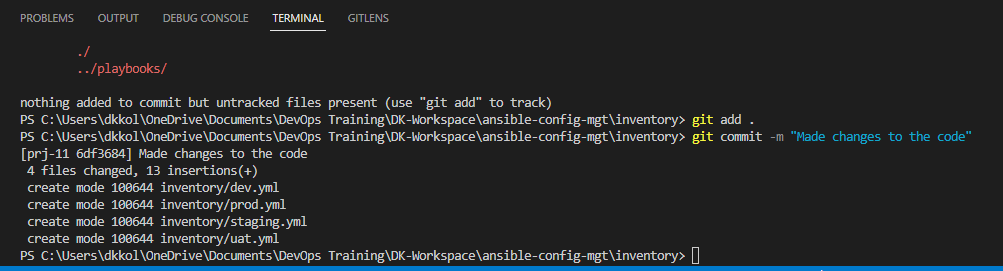 PROBLEMS OUTPUT DEBUG CONSOLE TERMINAL GITLENS
./
../playbooks/
nothing added to commit but untracked files present (use "git add" to track)
PS C:\Users\dkkol\OneDrive\Documents\DevOps Training\DK-Workspace\ansible-config-mgt\inventory> git add .
PS C:\Users\dkkol\OneDrive\Documents\DevOps Training\DK-Workspace\ansible-config-mgt\inventory> git commit -m "Made changes to the code"
[prj-11 6df3684] Made changes to the code
 4 files changed, 13 insertions(+)
 create mode 100644 inventory/dev.yml
 create mode 100644 inventory/prod.yml
 create mode 100644 inventory/staging.yml
 create mode 100644 inventory/uat.yml
PS C:\Users\dkkol\OneDrive\Documents\DevOps Training\DK-Workspace\ansible-config-mgt\inventory>